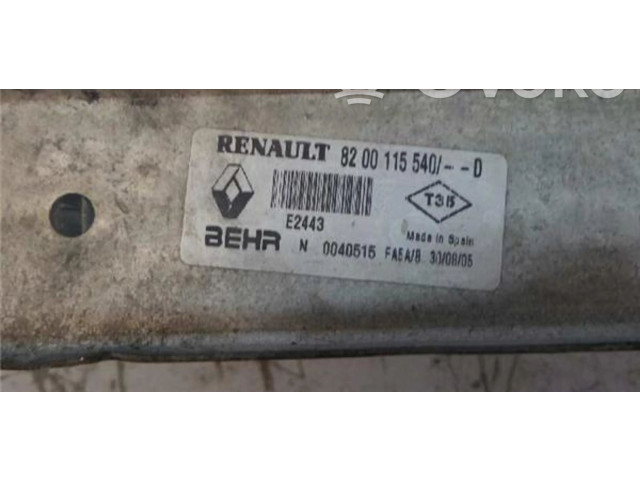 RENAULT 82 00 115 540/- -D
E2443
T35
Made in Spain
BEHR N 0040515 FA5A/B 30/08/05